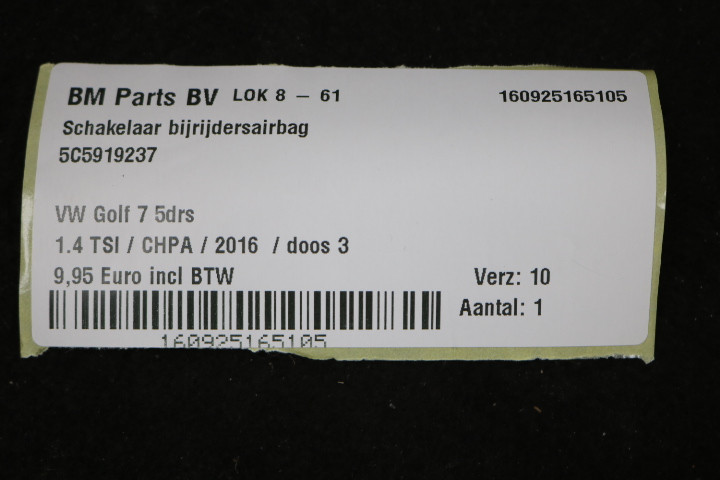 BM Parts BV LOK 8 – 61 160925165105
Schakelaar bijrijdersairbag
5C5919237
VW Golf 7 5drs
1.4 TSI / CHPA / 2016 / doos 3
9,95 Euro incl BTW Verz: 10
Aantal: 1
160925165105